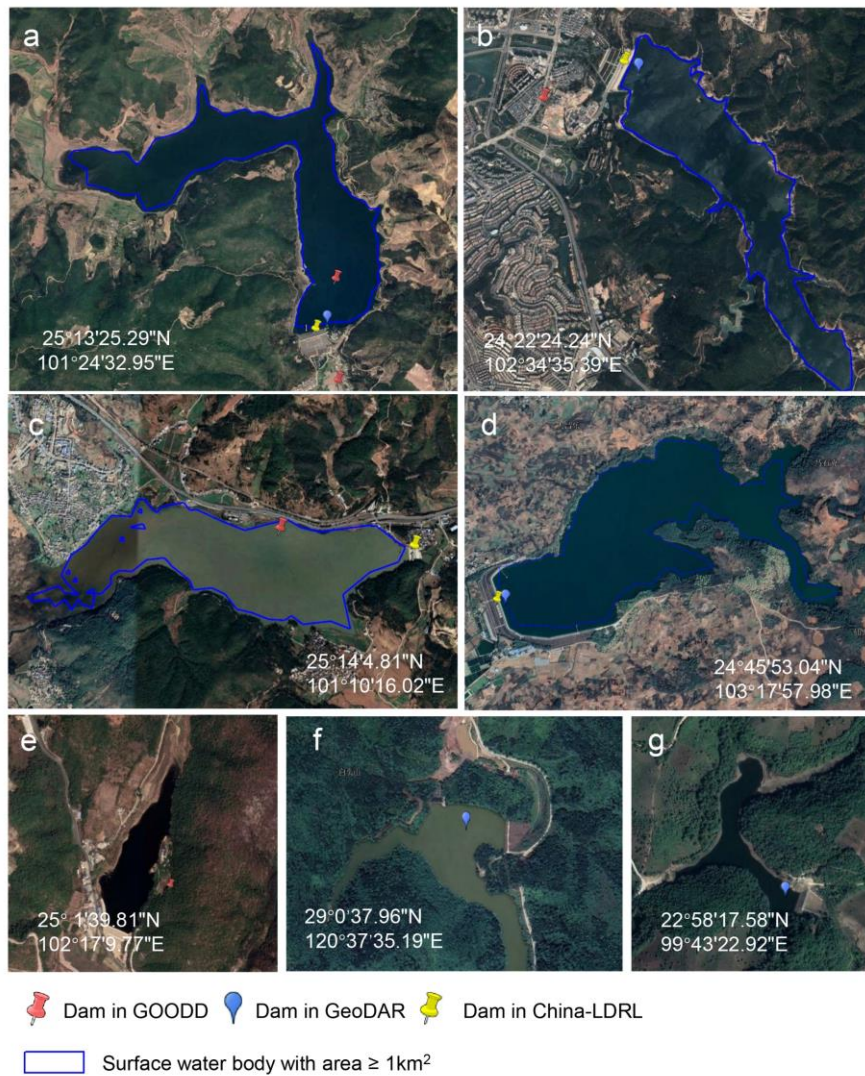 a
b
25°13'25.29"N
101°24'32.95"E
24°22'24.24"N
102°34'35.39"E
c
d
25°14'4.81"N
101°10'16.02"E
24°45'53.04"N
103°17'57.98"E
e
f
g
25° 1'39.81"N
102°17'9.77"E
29°0'37.96"N
120°37'35.19"E
22°58'17.58"N
99°43'22.92"E
Dam in GOODD
Dam in GeoDAR
Dam in China-LDRL
Surface water body with area ≥ 1km²